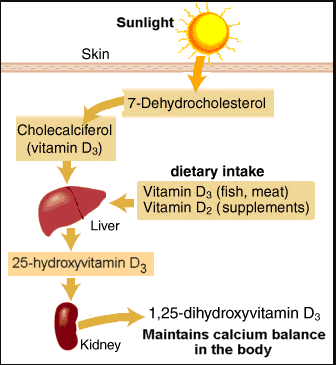 Sunlight
Skin
7-Dehydrocholesterol
Cholecalciferol
(vitamin D3)
dietary intake
Vitamin D3 (fish, meat)
Vitamin D2 (supplements)
Liver
25-hydroxyvitamin D3
1,25-dihydroxyvitamin D3
Kidney
Maintains calcium balance
in the body